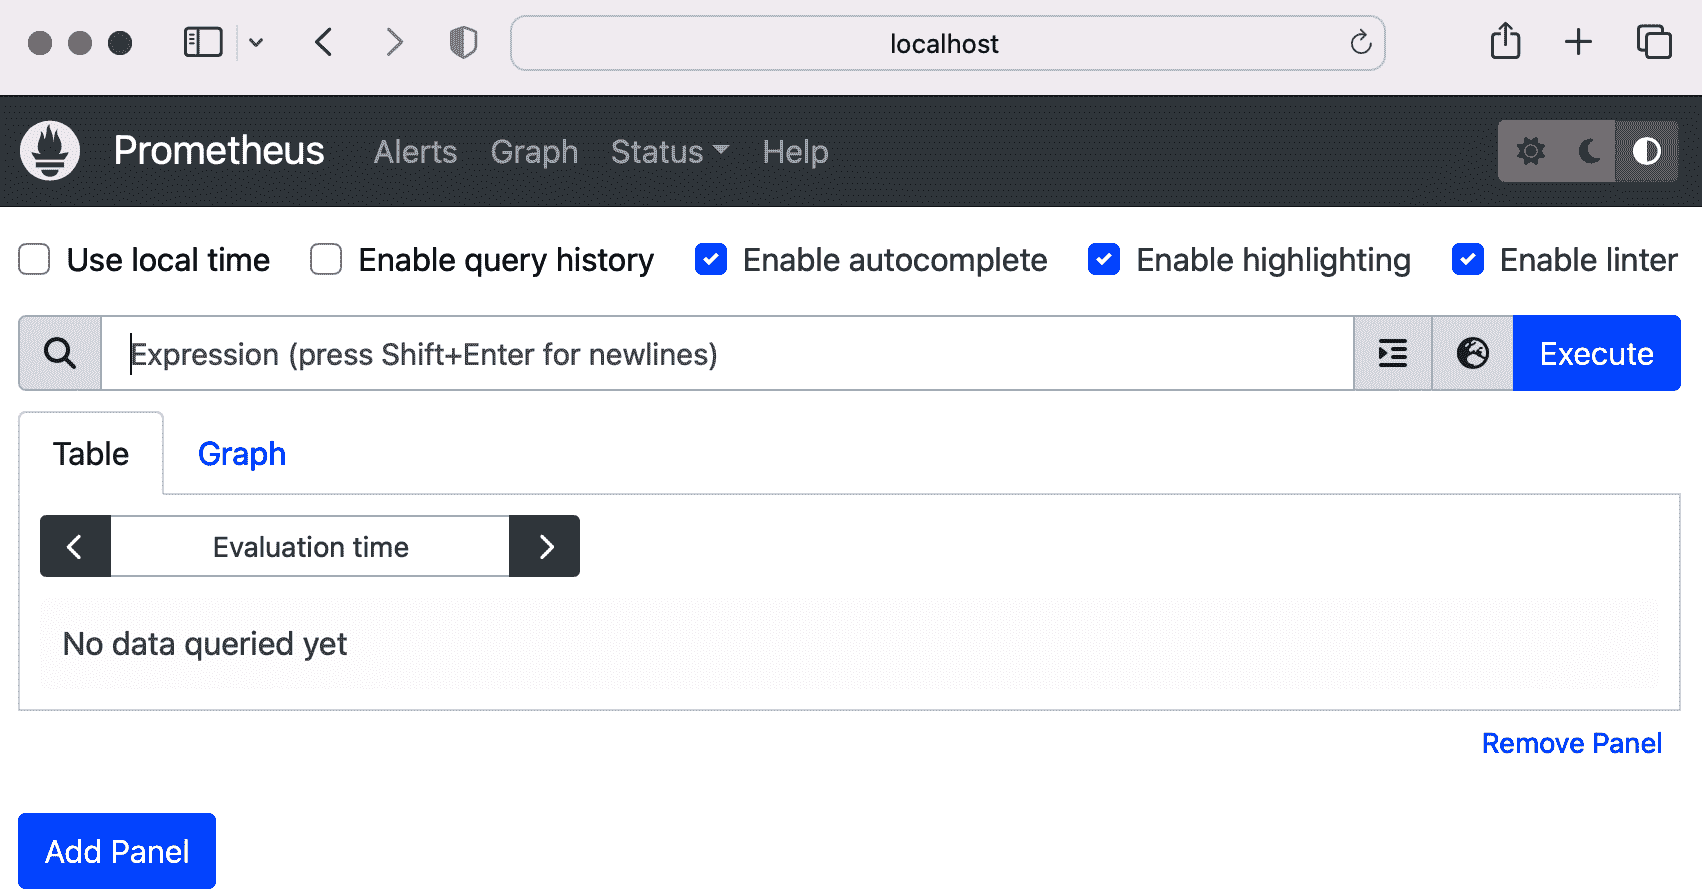 localhost
Prometheus Alerts Graph Status Help
Use local time Enable query history Enable autocomplete Enable highlighting Enable linter
Expression (press Shift+Enter for newlines) Execute
Table Graph
Evaluation time
No data queried yet
Remove Panel
Add Panel